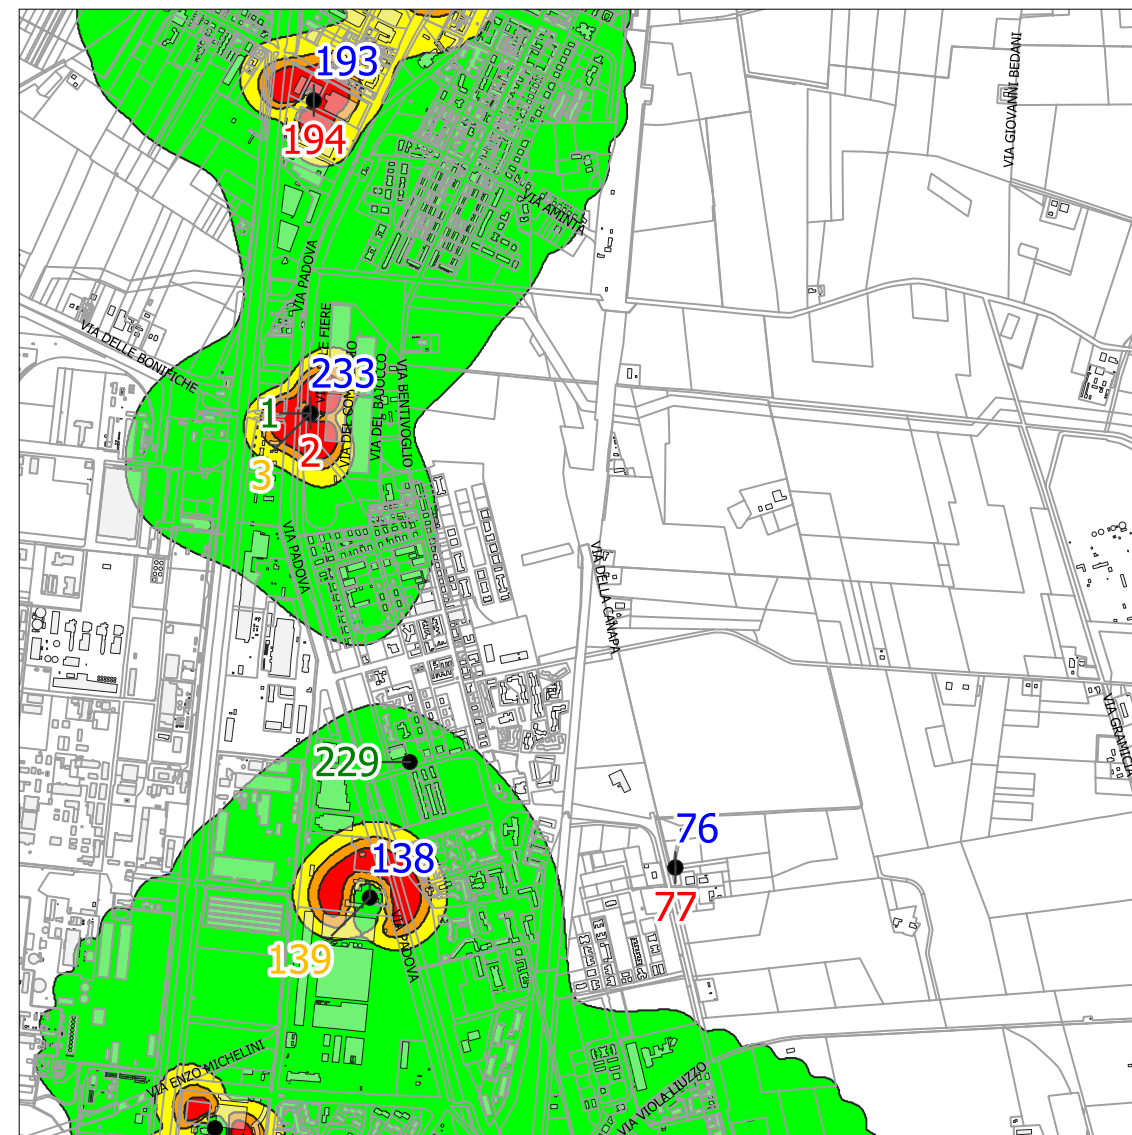 193
VIA GIOVANNI BEDANI
194
VIA AMINTA
VIA PADOVA
VIA DELLE BONIFICHE
233
VIA DEL BAIOCCO
VIA BENTIVOGLIO
1
2
3
VIA PADOVA
VIA DELLA CANAPA
VIA GRAMICIA
229
76
138
77
VIA PADOVA
139
VIA ENZO MICHELINI
VIA VIOLA LIUZZO